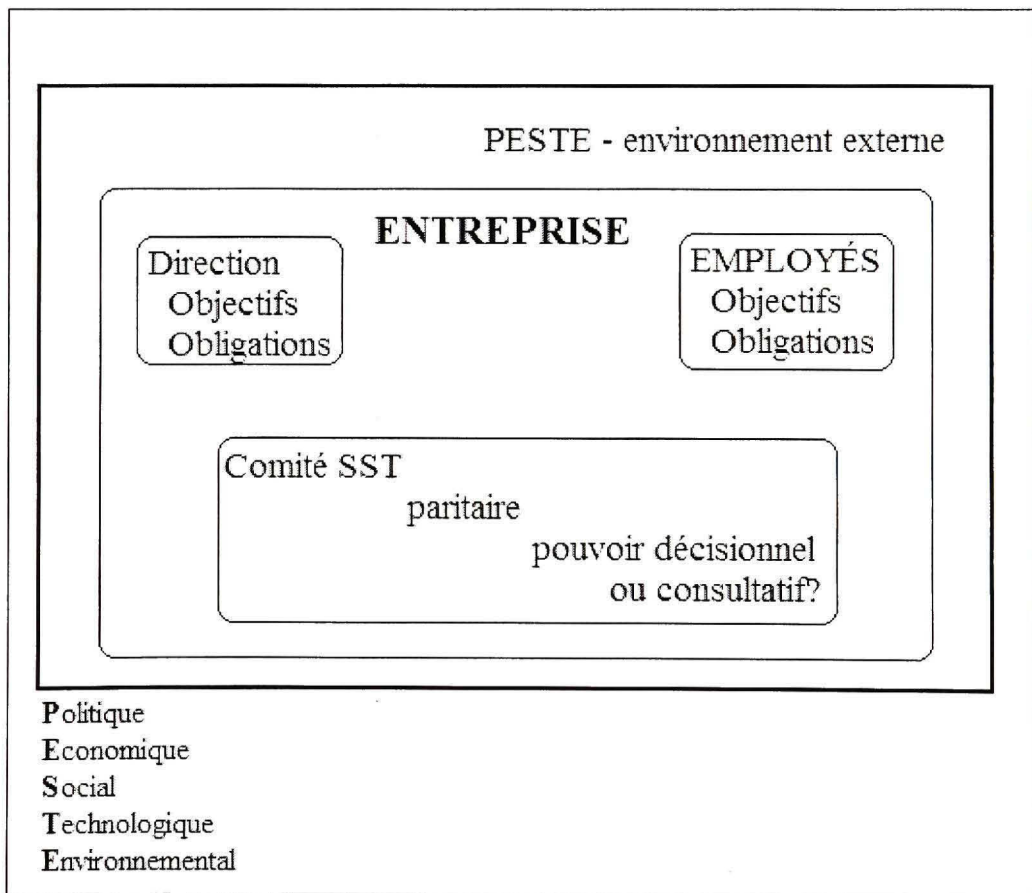 PESTE - environnement externe
ENTREPRISE
Direction
Objectifs
Obligations
EMPLOYÉS
Objectifs
Obligations
Comité SST
paritaire
pouvoir décisionnel
ou consultatif?
Politique
Economique
Social
Technologique
Environnemental